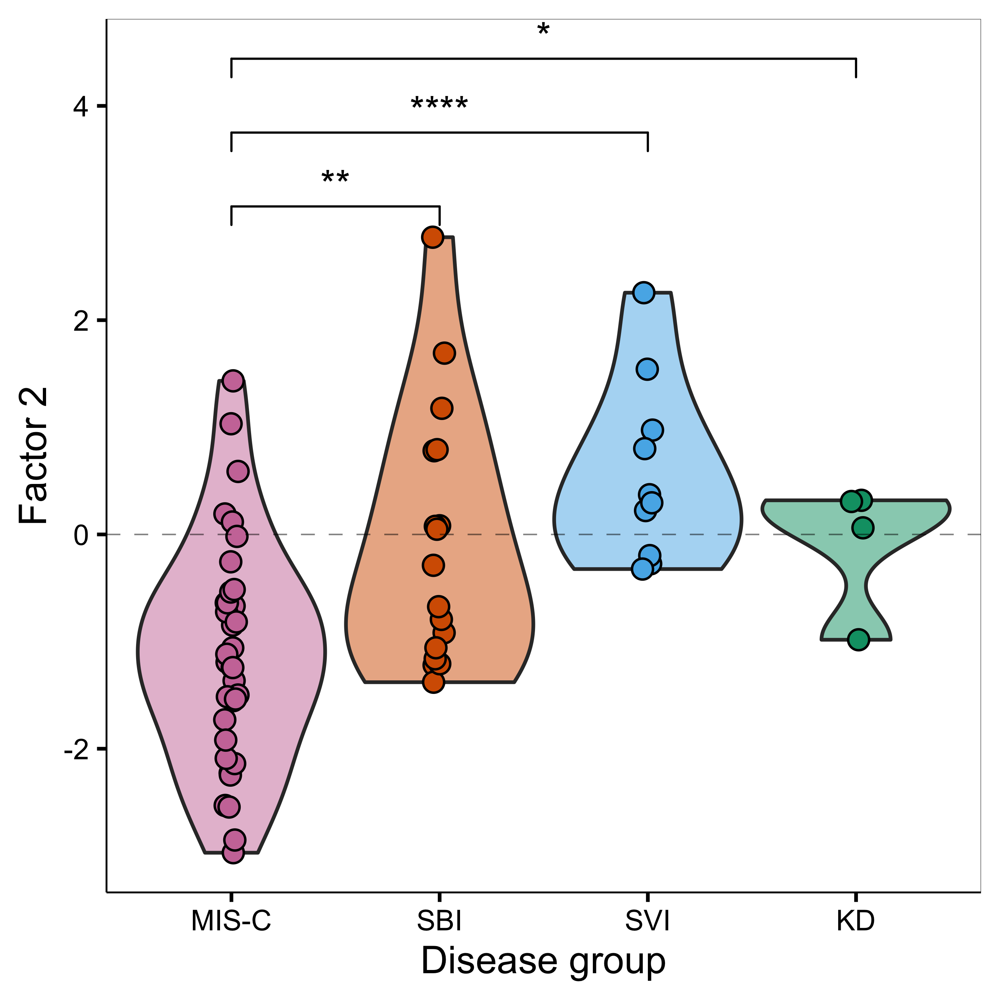 *
****
**
4
2
0
-2
Factor 2
MIS-C SBI SVI KD
Disease group